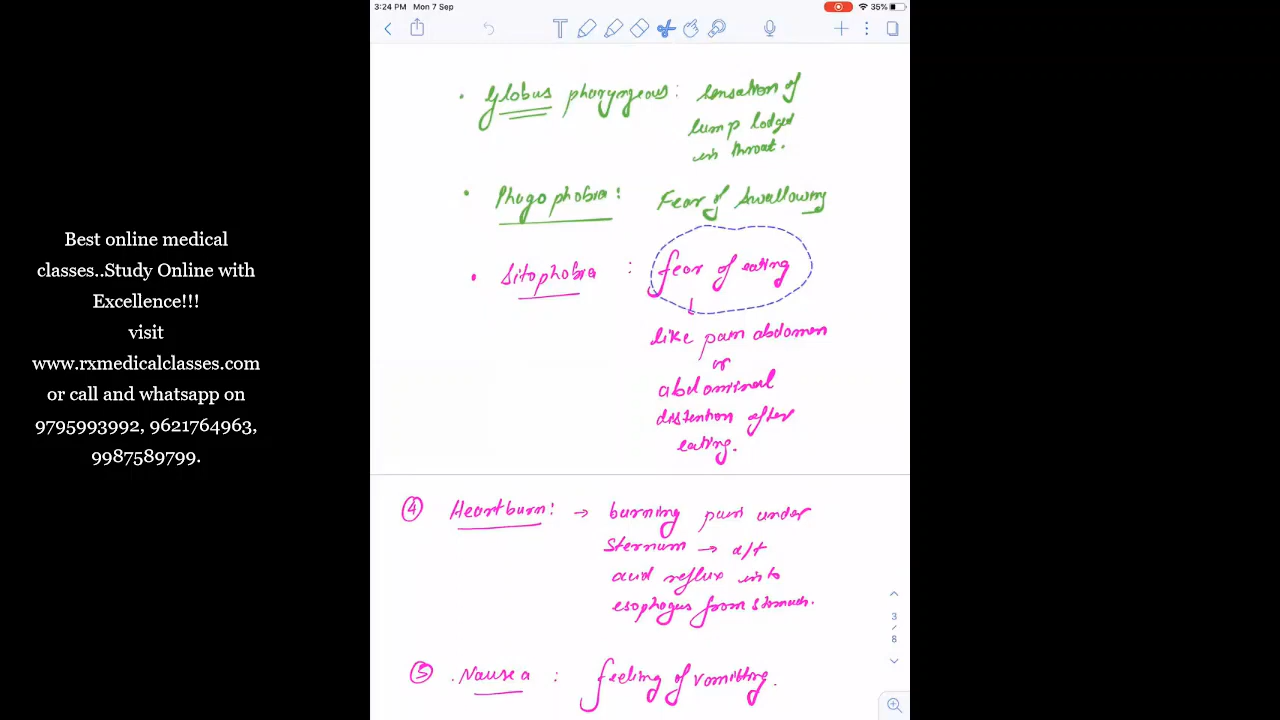 3:24 PM Mon 7 Sep
35%
Best online medical
classes..Study Online with
Excellence!!!
visit
www.rxmedicalclasses.com
or call and whatsapp on
9795993992, 9621764963,
9987589799.
• Globus pharyngeous : sensation of
lump lodged
in throat.
• Phagophobia : Fear of swallowing
• Sitophobia : fear of eating
like pain abdomen
or
abdominal
distention after
eating.
④ Heartburn : → burning pain under
sternum → d/t
acid reflux into
esophagus from stomach.
⑤ Nausea : feeling of vomitting.
3
/
8
T